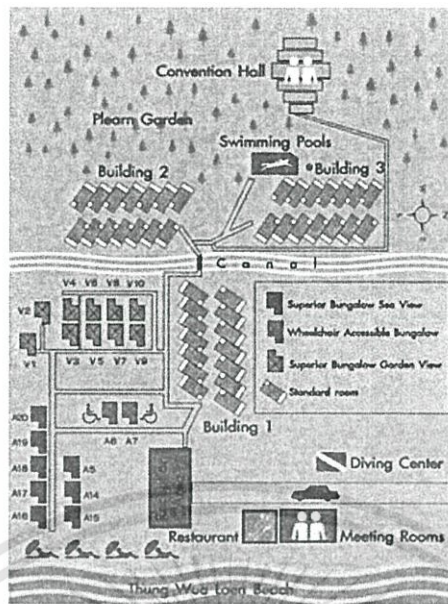 Convention Hall
Plearn Garden
Swimming Pools
Building 2
Building 3
Canal
V4 V6 V8 V10
V2
V1
V3 V5 V7 V9
Superior Bungalow Sea View
Wheelchair Accessible Bungalow
Superior Bungalow Garden View
Standard room
A20
A19
A18
A17
A16
A6 A7
A5
A14
A15
Building 1
Diving Center
Restaurant
Meeting Rooms
Thung Wua Laen Beach